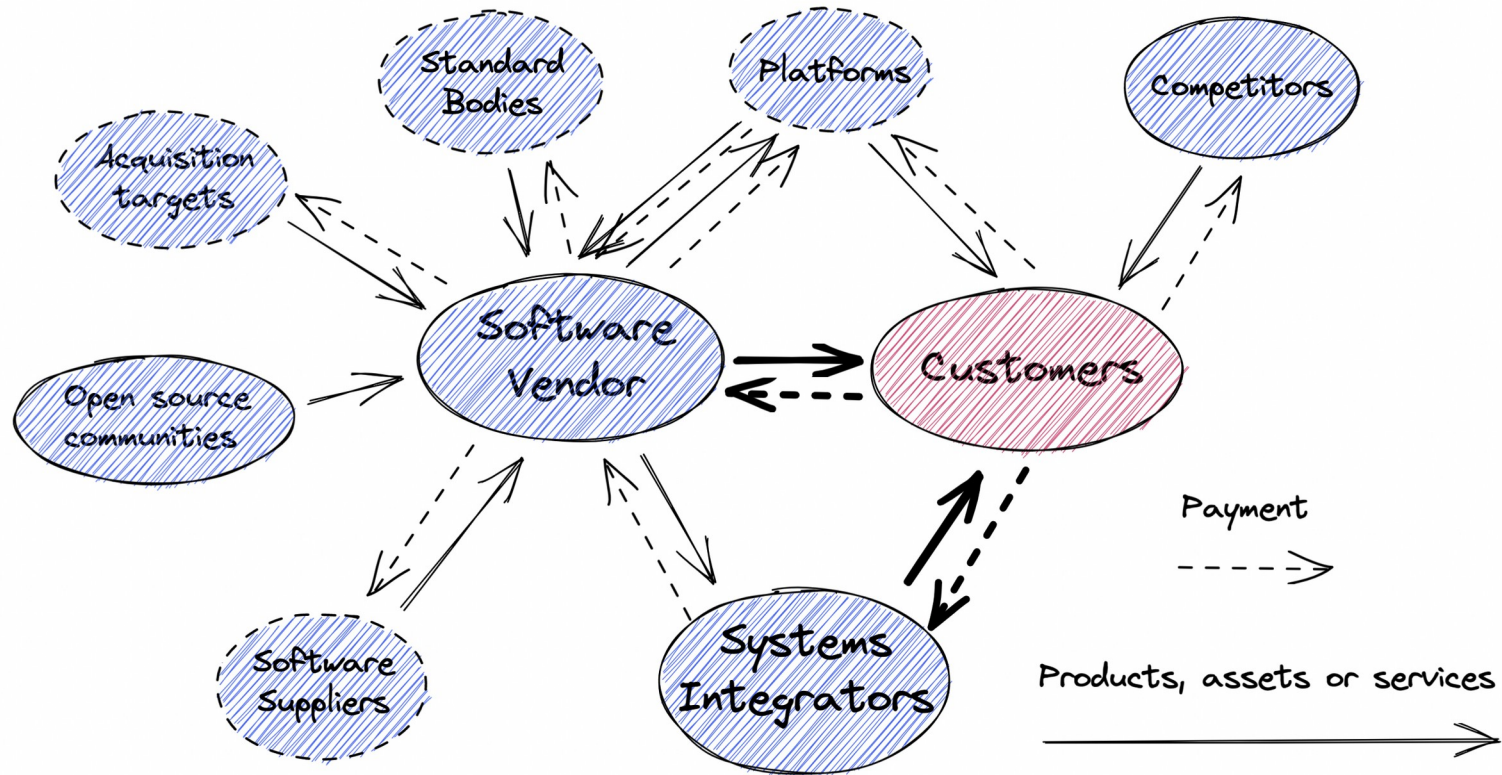 Standard
Bodies
Platforms
Competitors
Acquisition
targets
Software
Vendor
Customers
Open source
communities
Payment
Software
Suppliers
Systems
Integrators
Products, assets or services